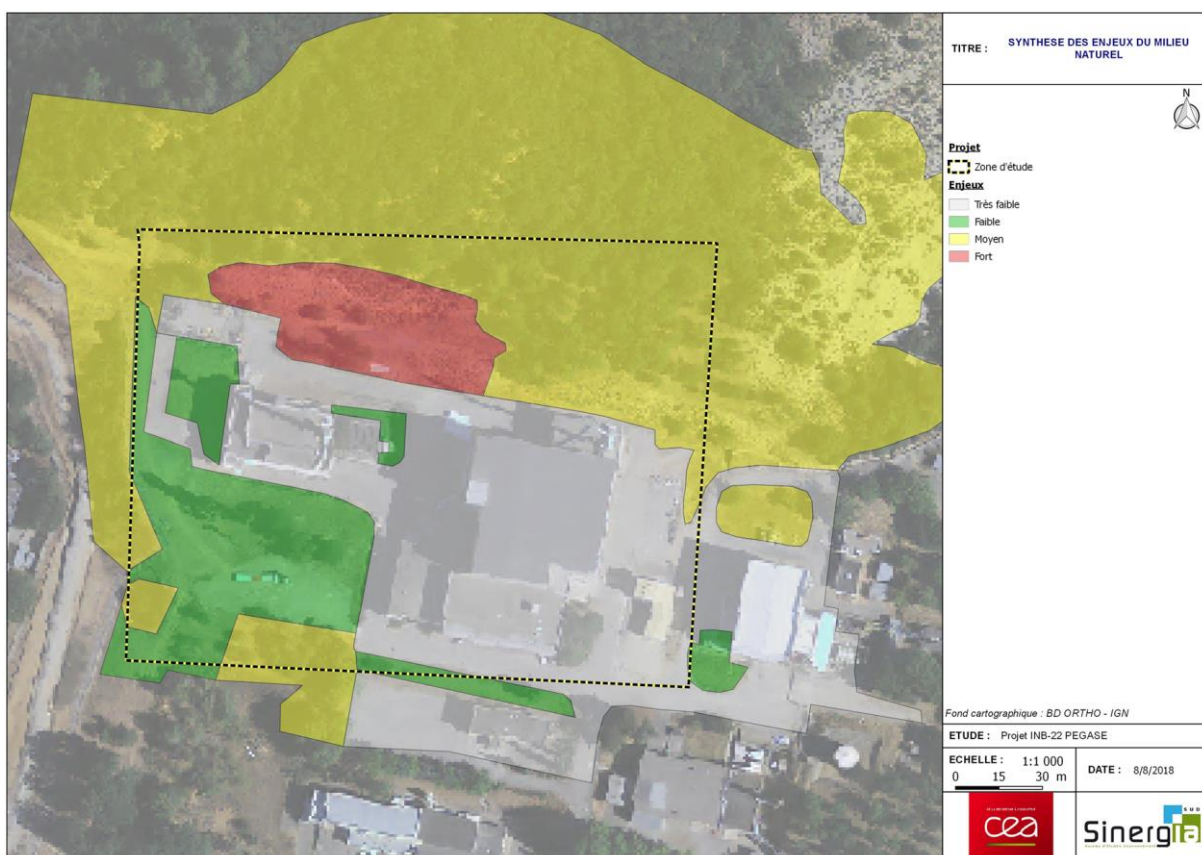 TITRE : SYNTHESE DES ENJEUX DU MILIEU
NATUREL
N
Projet
Zone d'étude
Enjeux
Très faible
Faible
Moyen
Fort
Fond cartographique : BD ORTHO - IGN
ETUDE : Projet INB-22 PEGASE
ECHELLE : 1:1 000
0 15 30 m
DATE : 8/8/2018
cea
SUD
Sinergia